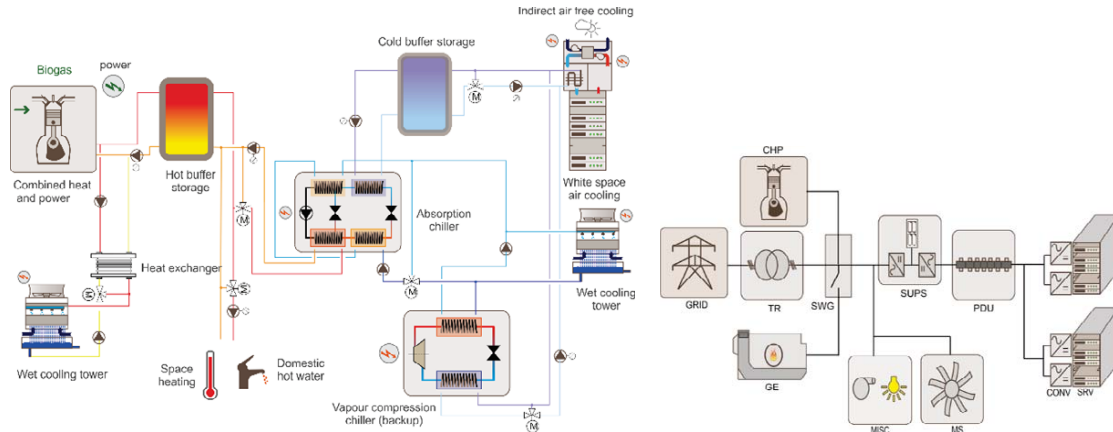 Indirect air free cooling
Cold buffer storage
Biogas
power
M
Combined heat
and power
Hot buffer
storage
M
White space
air cooling
CHP
Absorption
chiller
M
Heat exchanger
M
M
Wet cooling
tower
GRID
TR
SWG
SUPS
PDU
Wet cooling tower
Space
heating
Domestic
hot water
GE
Vapour compression
chiller (backup)
M
MISC
MS
CONV
SRV